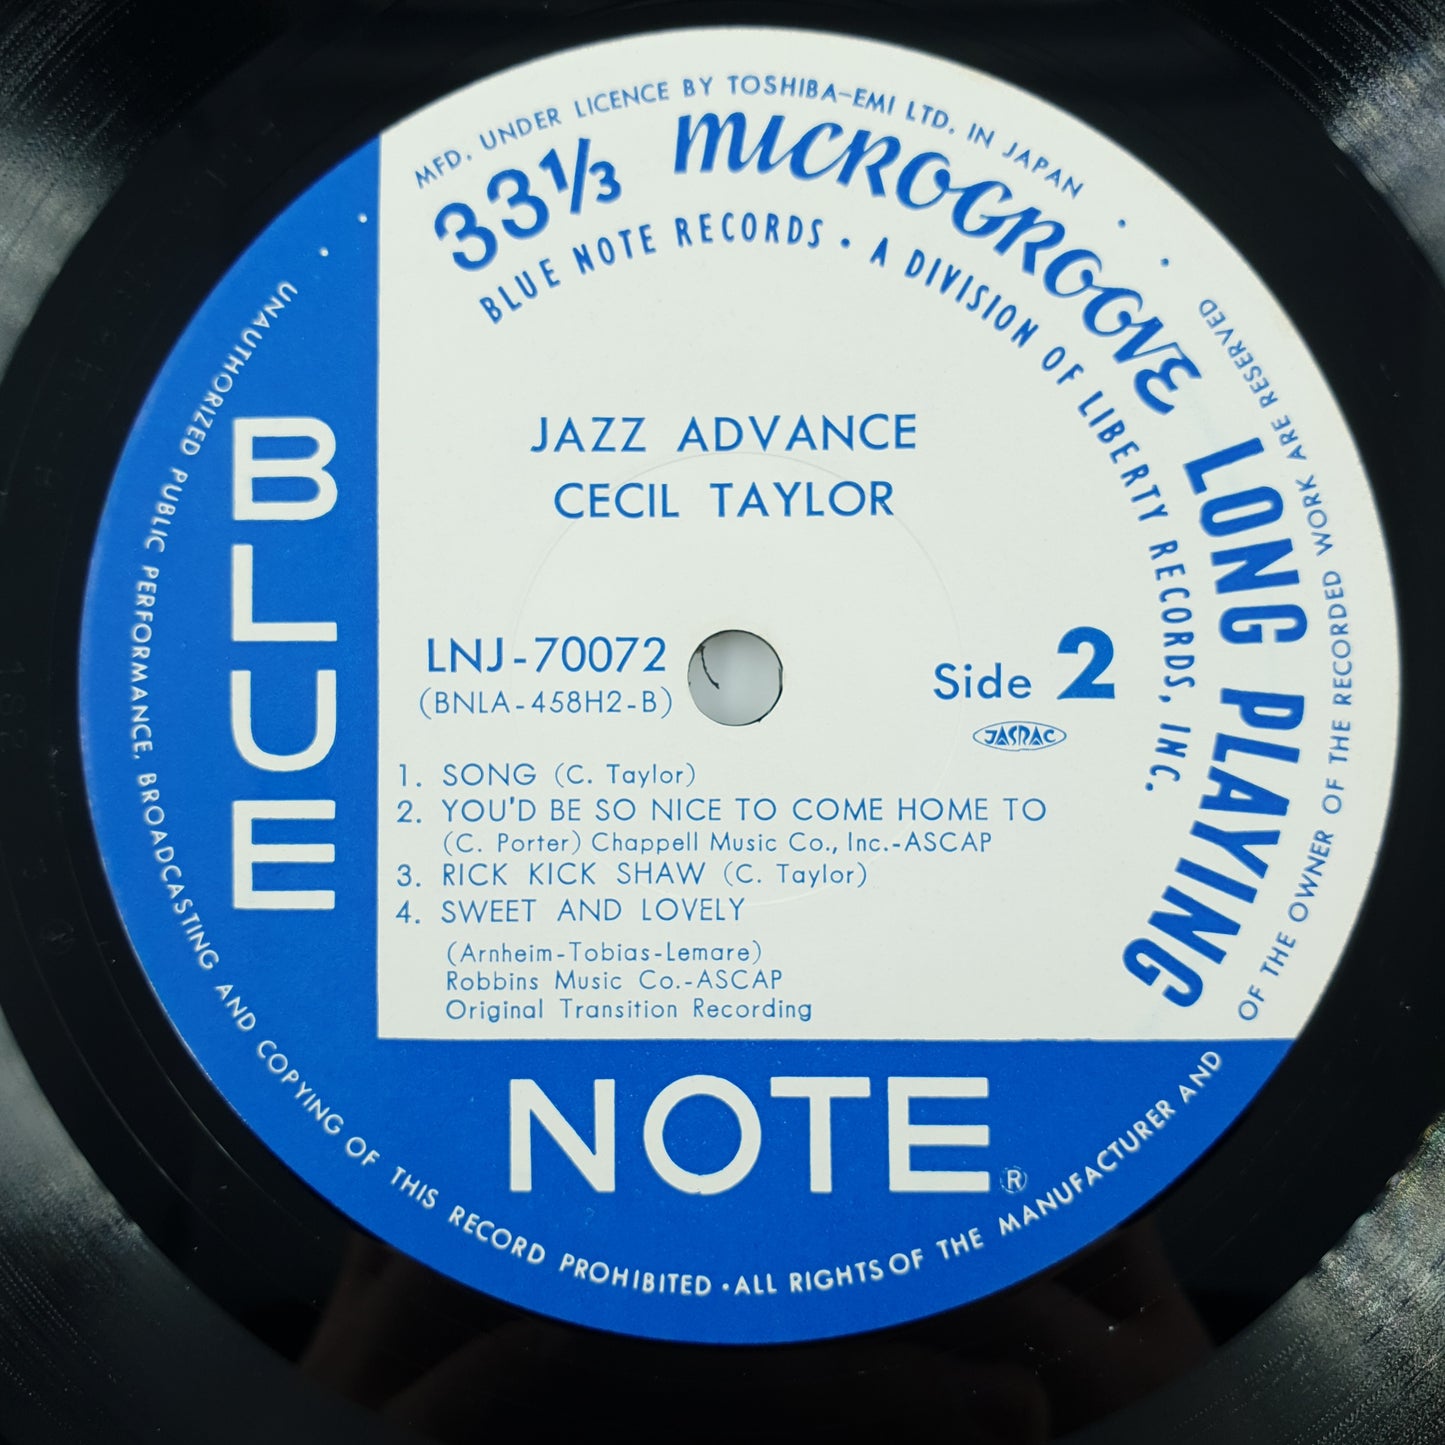 MFD. UNDER LICENCE BY TOSHIBA-EMI LTD. IN JAPAN
33 1/3 MICROGROOVE LONG PLAYING
BLUE NOTE RECORDS • A DIVISION OF LIBERTY RECORDS, INC.
JAZZ ADVANCE
CECIL TAYLOR
LNJ-70072
(BNLA-458H2-B)
Side 2
JASRAC
1. SONG (C. Taylor)
2. YOU'D BE SO NICE TO COME HOME TO
(C. Porter) Chappell Music Co., Inc.-ASCAP
3. RICK KICK SHAW (C. Taylor)
4. SWEET AND LOVELY
(Arnheim-Tobias-Lemare)
Robbins Music Co.-ASCAP
Original Transition Recording
BLUE
NOTE ®
UNAUTHORIZED PUBLIC PERFORMANCE, BROADCASTING AND COPYING OF THIS RECORD PROHIBITED • ALL RIGHTS OF THE MANUFACTURER AND OF THE OWNER OF THE RECORDED WORK ARE RESERVED